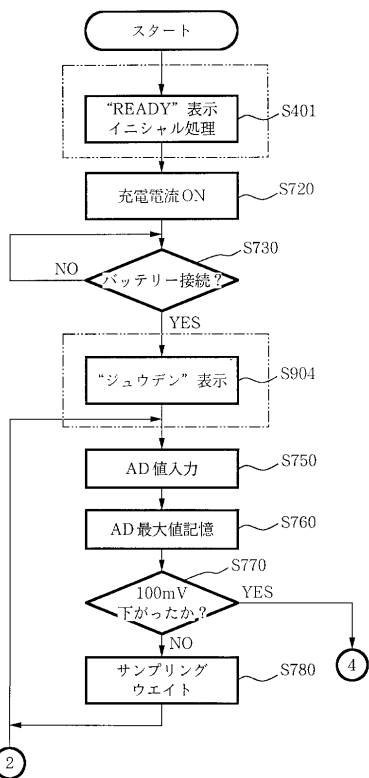 スタート
“READY”表示
イニシャル処理
S401
充電電流ON
S720
S730
NO
バッテリー接続？
YES
“ジュウデン”表示
S904
AD値入力
S750
AD最大値記憶
S760
S770
100mV
下がったか？
YES
NO
サンプリング
ウエイト
S780
4
2